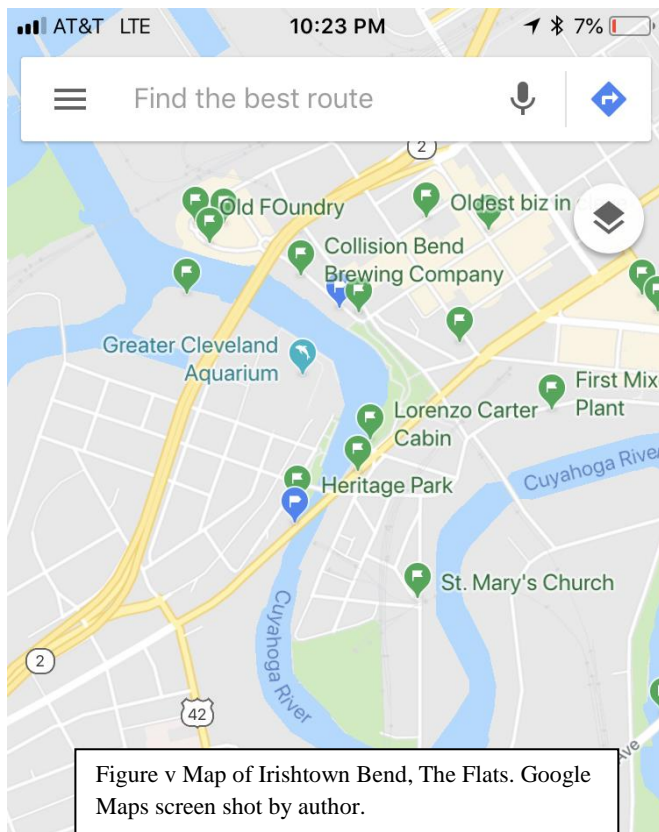 AT&T LTE 10:23 PM 7%
Find the best route
2
Old FOundry
Oldest biz in
Collision Bend
Brewing Company
Greater Cleveland
Aquarium
First Mix
Plant
Lorenzo Carter
Cabin
Cuyahoga River
Heritage Park
St. Mary's Church
Cuyahoga River
2
42
Ave
Figure v Map of Irishtown Bend, The Flats. Google
Maps screen shot by author.